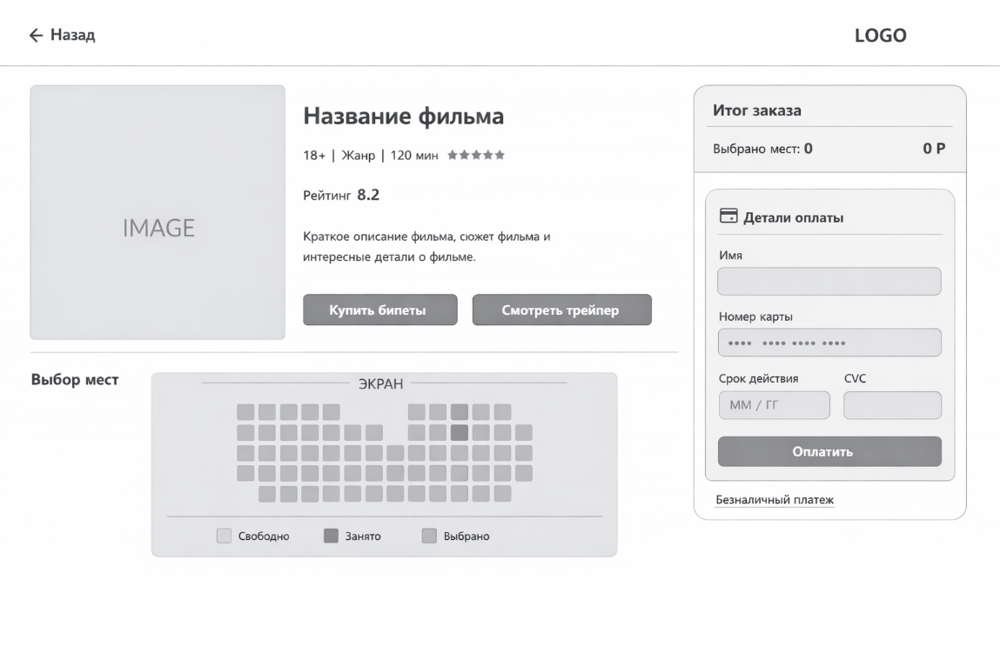 ← Назад
LOGO
IMAGE
Название фильма
18+ | Жанр | 120 мин ★★★★★
Рейтинг 8.2
Краткое описание фильма, сюжет фильма и
интересные детали о фильме.
Купить бипеты
Смотреть трейпер
Выбор мест
ЭКРАН
Свободно
Занято
Выбрано
Итог заказа
Выбрано мест: 0
0 Р
Детали оплаты
Имя
Номер карты
•••• •••• •••• ••••
Срок действия
CVC
ММ / ГГ
Оплатить
Безналичный платеж